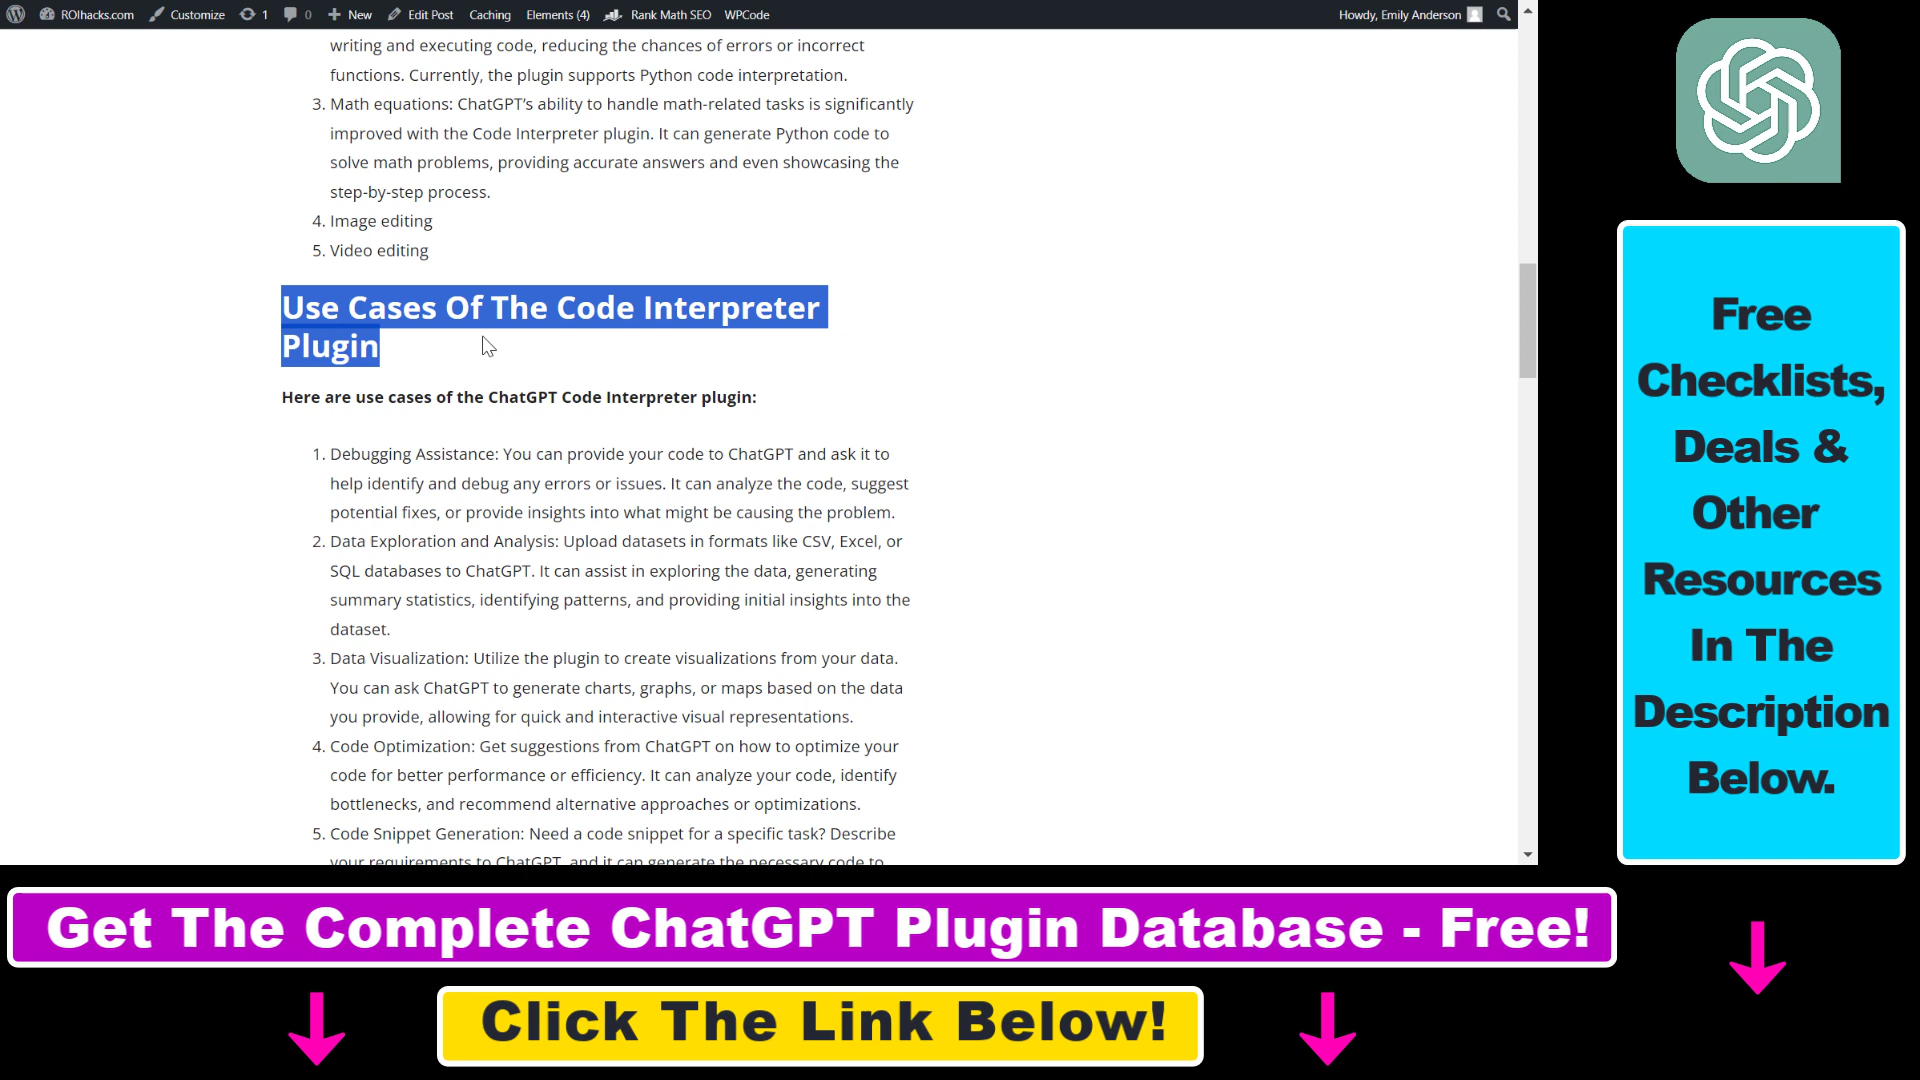 ROIhacks.com Customize 1 0 New Edit Post Caching Elements (4) Rank Math SEO WPCode Howdy, Emily Anderson
writing and executing code, reducing the chances of errors or incorrect
functions. Currently, the plugin supports Python code interpretation.
3. Math equations: ChatGPT’s ability to handle math-related tasks is significantly
improved with the Code Interpreter plugin. It can generate Python code to
solve math problems, providing accurate answers and even showcasing the
step-by-step process.
4. Image editing
5. Video editing
Use Cases Of The Code Interpreter
Plugin
Here are use cases of the ChatGPT Code Interpreter plugin:
1. Debugging Assistance: You can provide your code to ChatGPT and ask it to
help identify and debug any errors or issues. It can analyze the code, suggest
potential fixes, or provide insights into what might be causing the problem.
2. Data Exploration and Analysis: Upload datasets in formats like CSV, Excel, or
SQL databases to ChatGPT. It can assist in exploring the data, generating
summary statistics, identifying patterns, and providing initial insights into the
dataset.
3. Data Visualization: Utilize the plugin to create visualizations from your data.
You can ask ChatGPT to generate charts, graphs, or maps based on the data
you provide, allowing for quick and interactive visual representations.
4. Code Optimization: Get suggestions from ChatGPT on how to optimize your
code for better performance or efficiency. It can analyze your code, identify
bottlenecks, and recommend alternative approaches or optimizations.
5. Code Snippet Generation: Need a code snippet for a specific task? Describe
your requirements to ChatGPT, and it can generate the necessary code to
Free
Checklists,
Deals &
Other
Resources
In The
Description
Below.
Get The Complete ChatGPT Plugin Database - Free!
Click The Link Below!